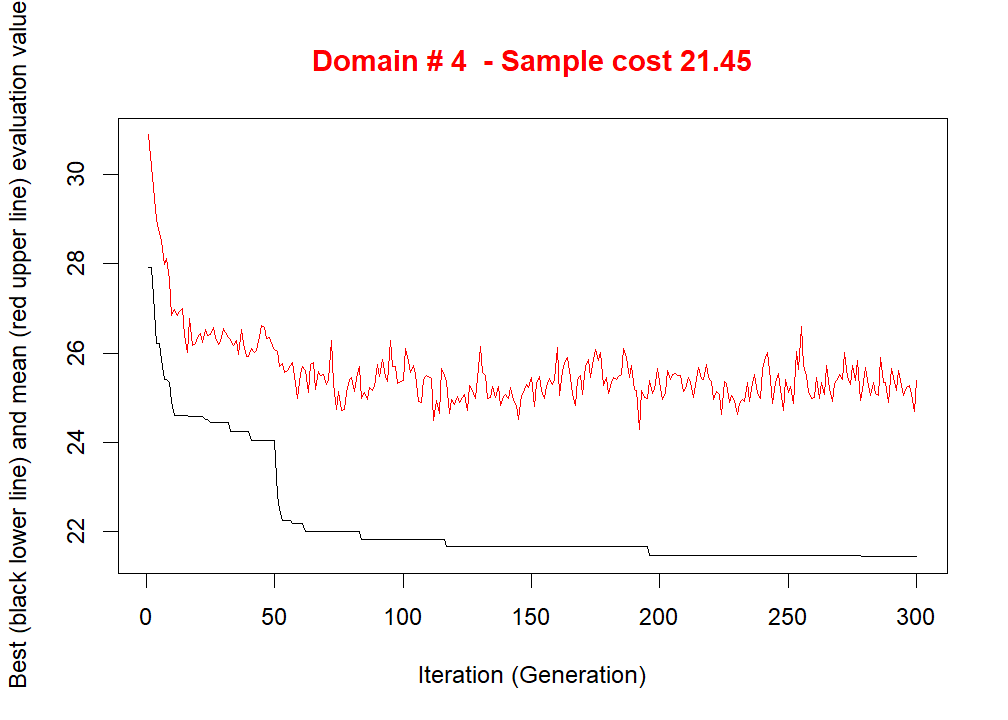 Domain # 4  - Sample cost 21.45
Best (black lower line) and mean (red upper line) evaluation value
30
28
26
24
22
0 50 100 150 200 250 300
Iteration (Generation)